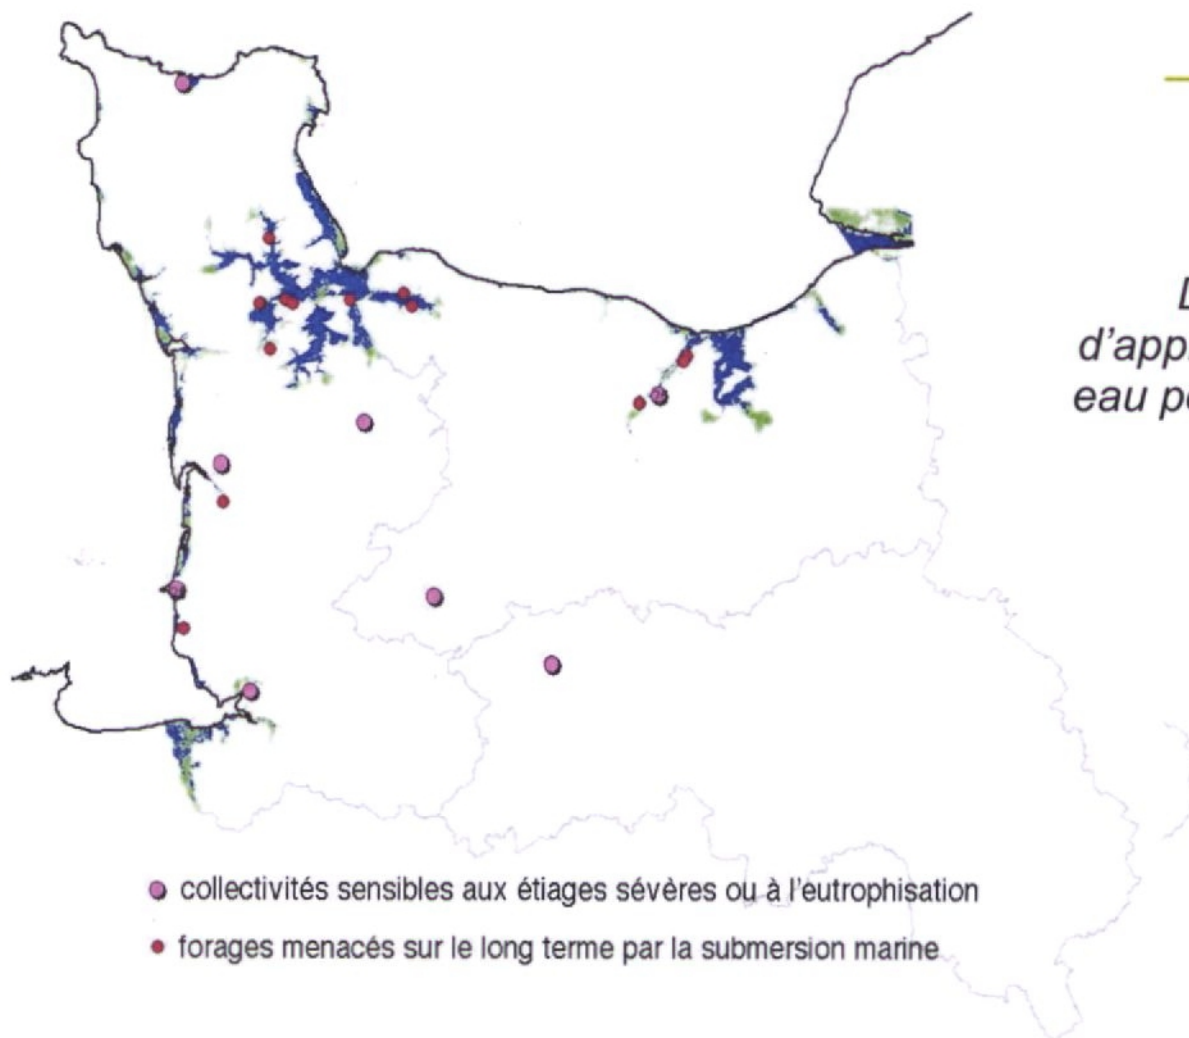 d'app
eau p
collectivités sensibles aux étiages sévères ou à l'eutrophisation
forages menacés sur le long terme par la submersion marine